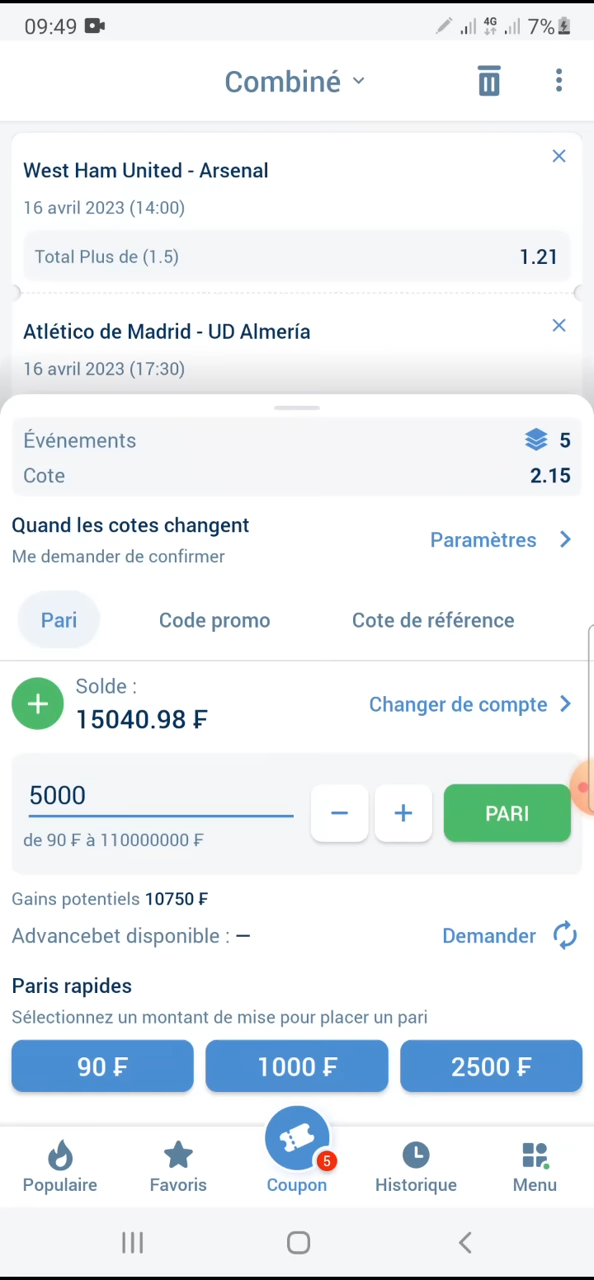 09:49 4G 7%
Combiné
West Ham United - Arsenal
16 avril 2023 (14:00)
Total Plus de (1.5) 1.21
Atlético de Madrid - UD Almería
16 avril 2023 (17:30)
Événements 5
Cote 2.15
Quand les cotes changent
Me demander de confirmer
Paramètres
Pari Code promo Cote de référence
Solde :
15040.98 ₣
Changer de compte
5000
PARI
de 90 ₣ à 110000000 ₣
Gains potentiels 10750 ₣
Advancebet disponible : –
Demander
Paris rapides
Sélectionnez un montant de mise pour placer un pari
90 ₣ 1000 ₣ 2500 ₣
5
Populaire Favoris Coupon Historique Menu